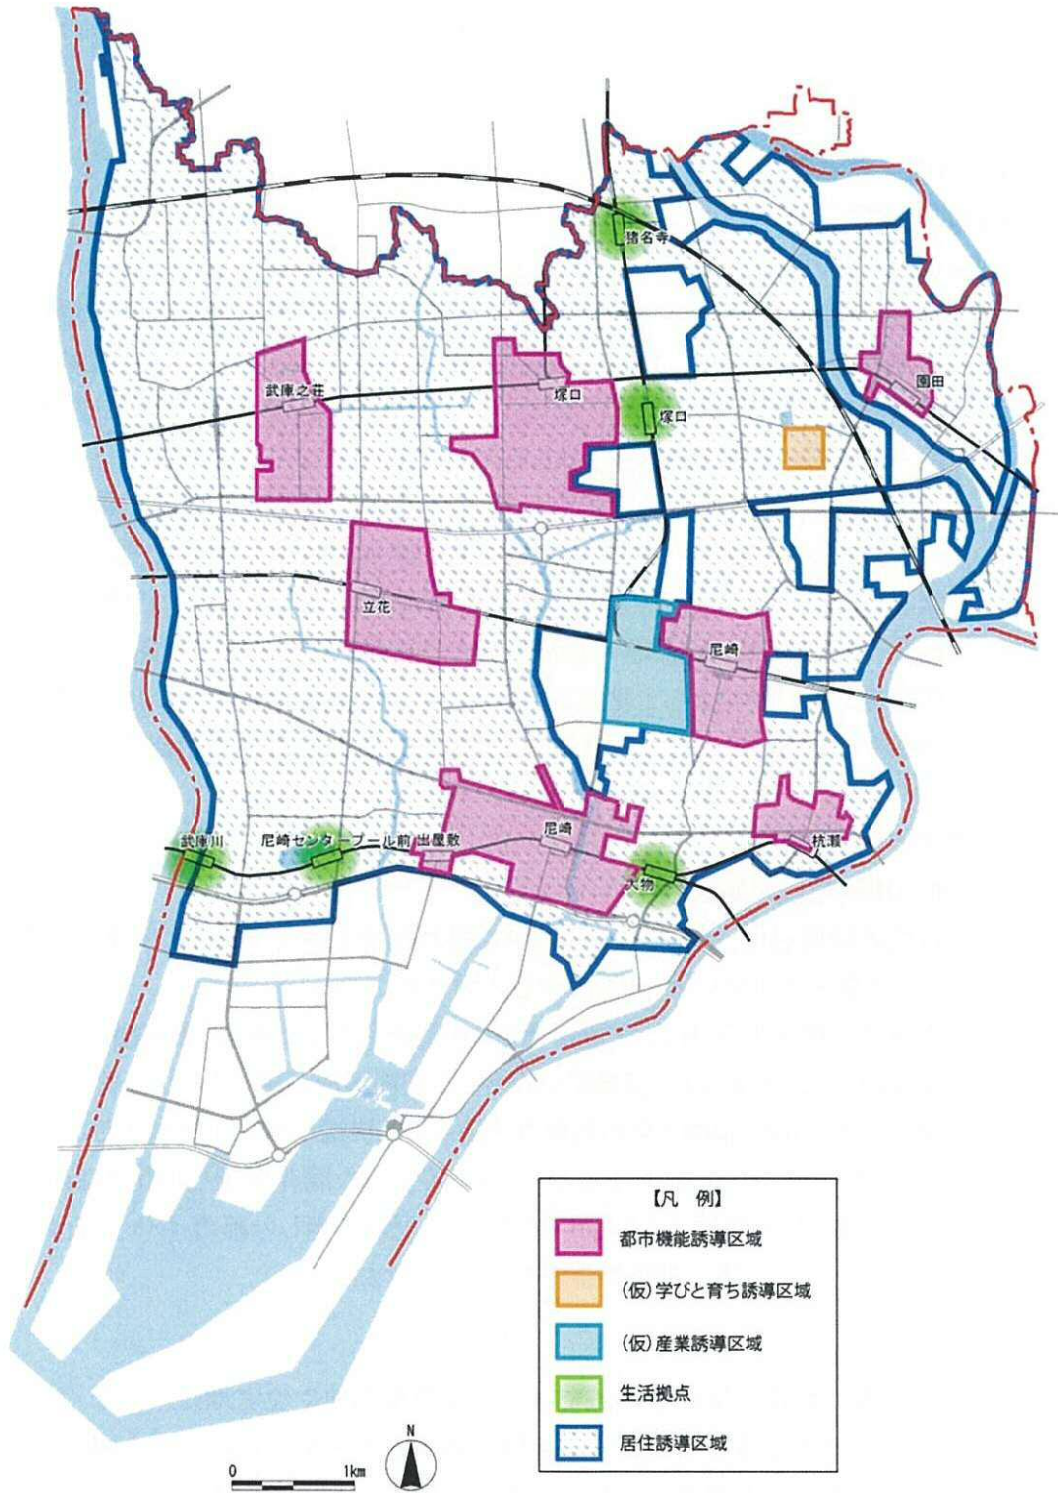 猪名寺
園田
武庫之荘
塚口
塚口
立花
尼崎
武庫川
尼崎センタープール前
出屋敷
尼崎
大物
杭瀬
【凡 例】
都市機能誘導区域
(仮)学びと育ち誘導区域
(仮)産業誘導区域
生活拠点
居住誘導区域
N
0 1km